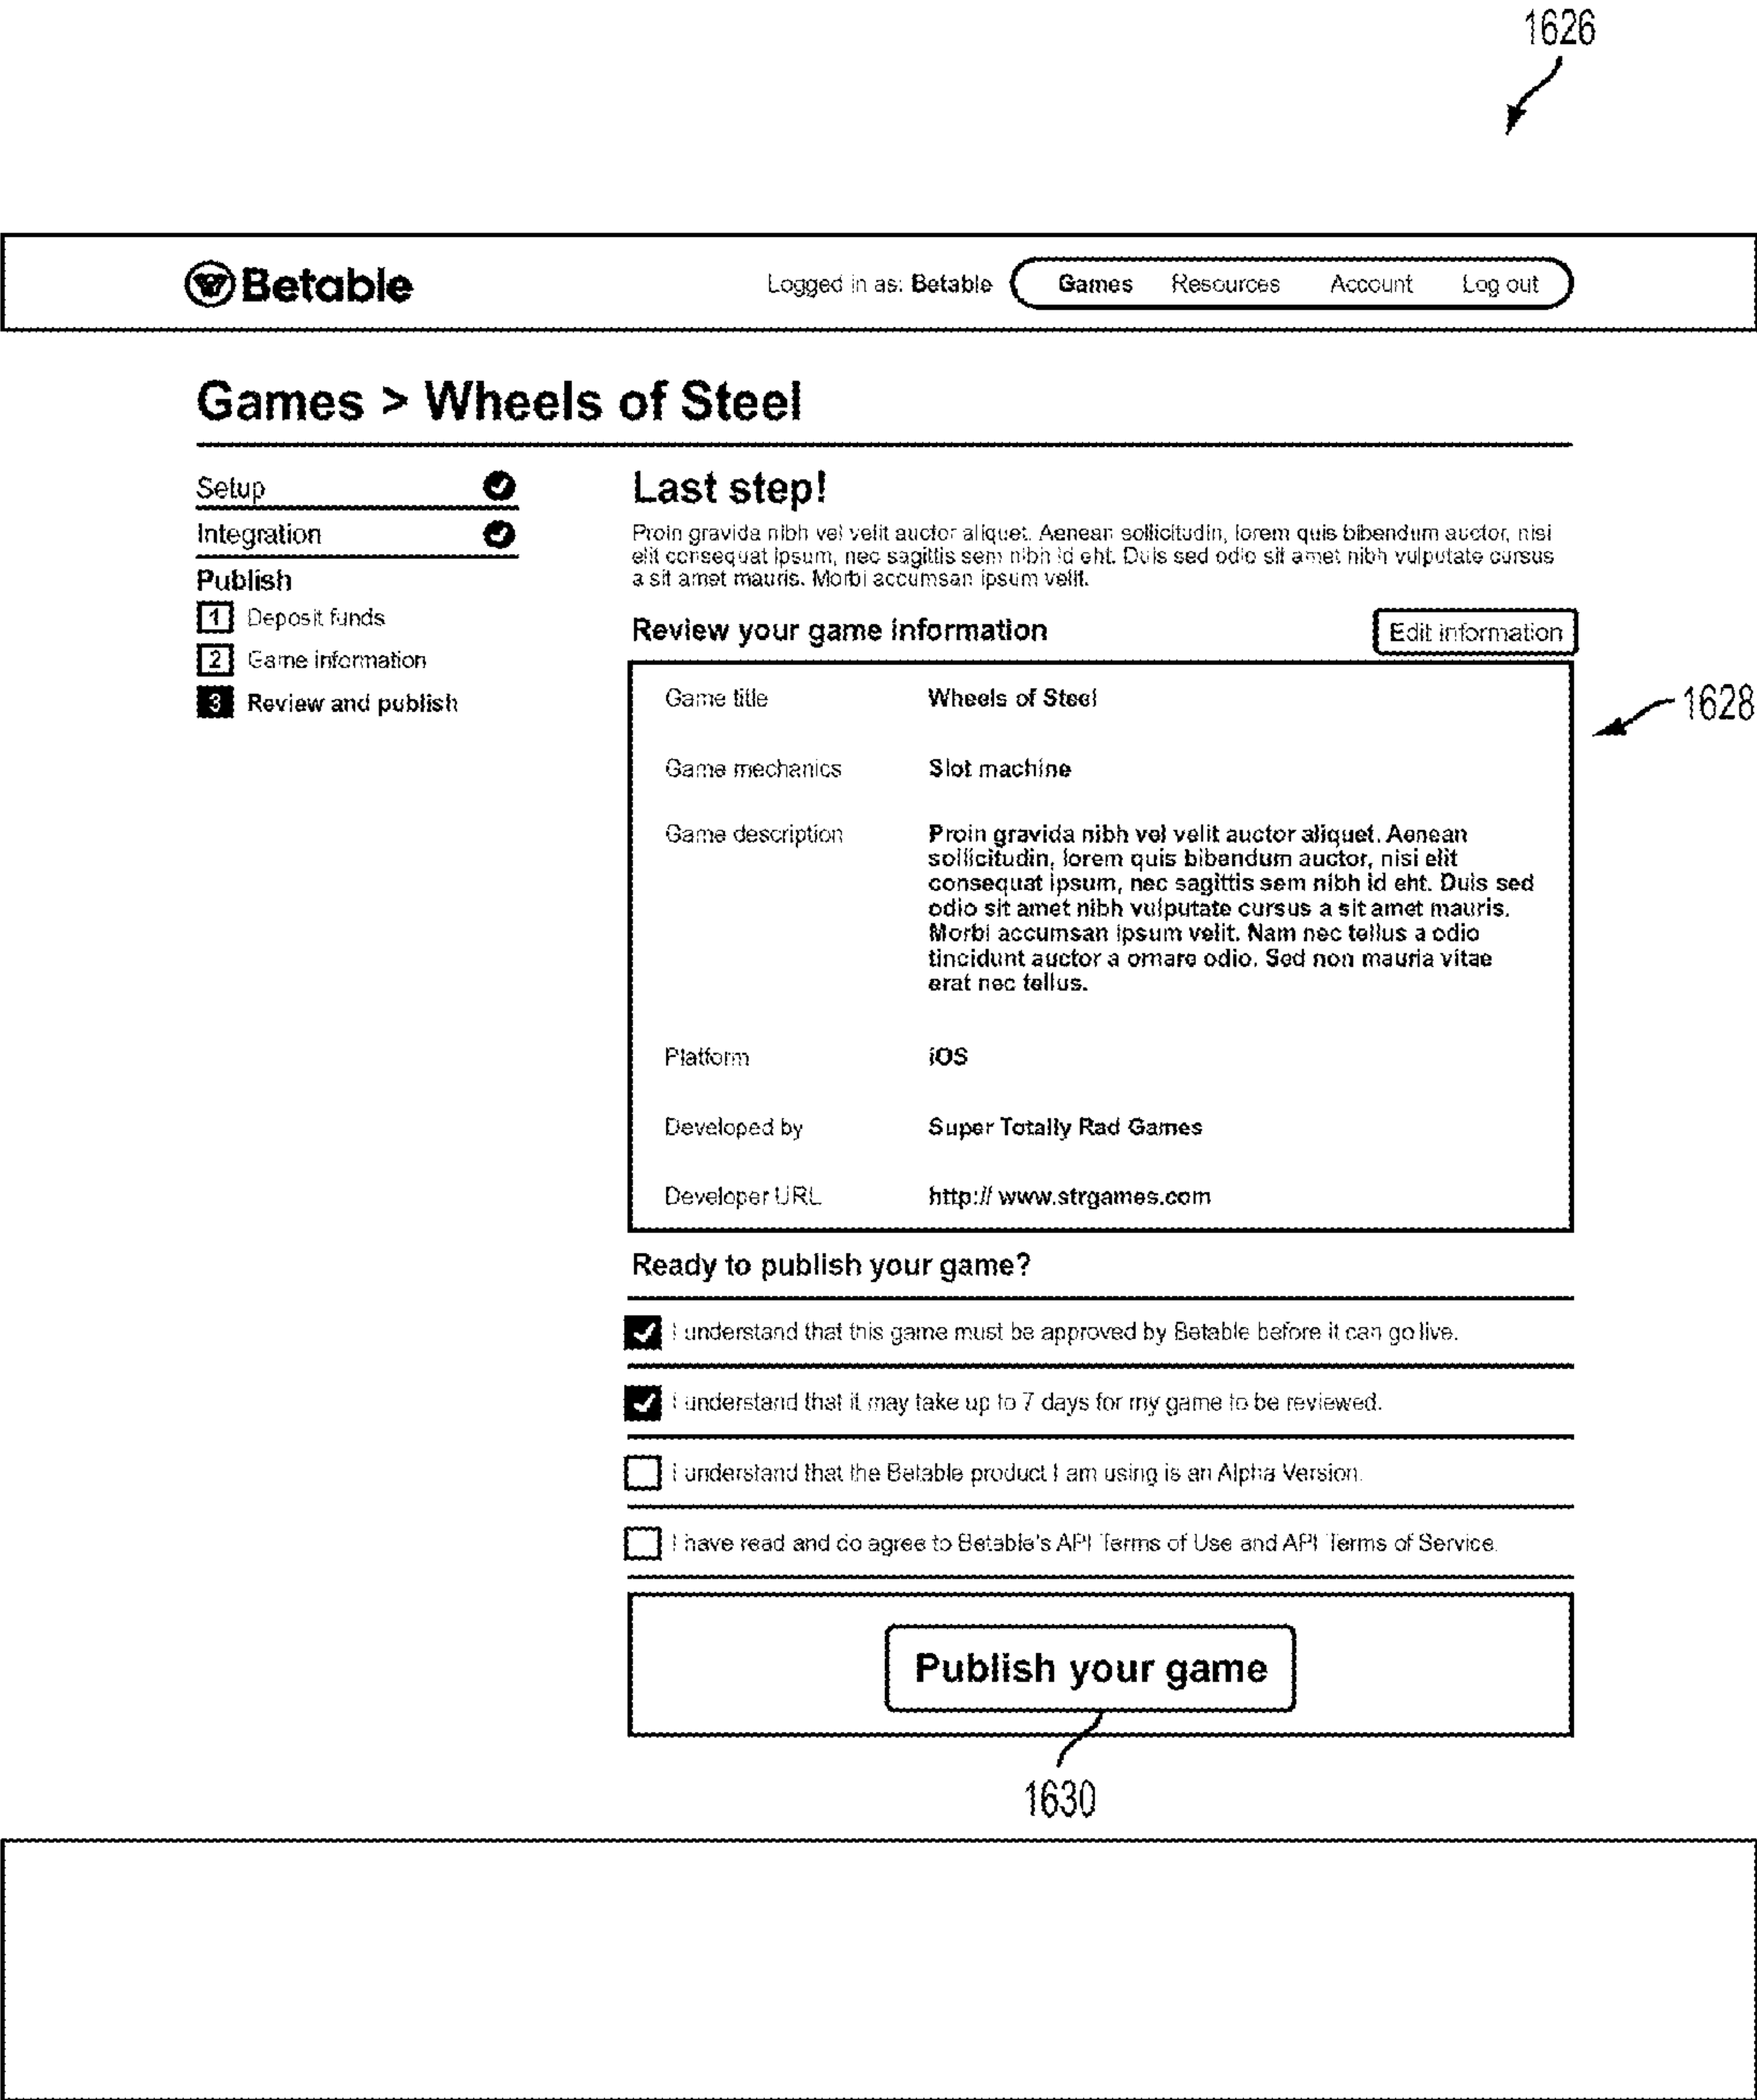 1626
Betable
Logged in as: Betable Games Resources Account Log out
Games > Wheels of Steel
Setup
Integration
Publish
1 Deposit funds
2 Game information
3 Review and publish
Last step!
Proin gravida nibh vel velit auctor aliquet. Aenean sollicitudin, lorem quis bibendum auctor, nisi
elit consequat ipsum, nec sagittis sem nibh id eht. Duis sed odio sit amet nibh vulputate cursus
a sit amet mauris. Morbi accumsan ipsum velit.
Review your game information
Edit information
1628
Game title Wheels of Steel
Game mechanics Slot machine
Game description Proin gravida nibh vel velit auctor aliquet. Aenean
sollicitudin, lorem quis bibendum auctor, nisi elit
consequat ipsum, nec sagittis sem nibh id eht. Duis sed
odio sit amet nibh vulputate cursus a sit amet mauris.
Morbi accumsan ipsum velit. Nam nec tellus a odio
tincidunt auctor a omare odio. Sed non mauria vitae
erat nec tellus.
Platform iOS
Developed by Super Totally Rad Games
Developer URL http:// www.strgames.com
Ready to publish your game?
I understand that this game must be approved by Betable before it can go live.
I understand that it may take up to 7 days for my game to be reviewed.
I understand that the Betable product I am using is an Alpha Version.
I have read and do agree to Betable's API Terms of Use and API Terms of Service.
Publish your game
1630